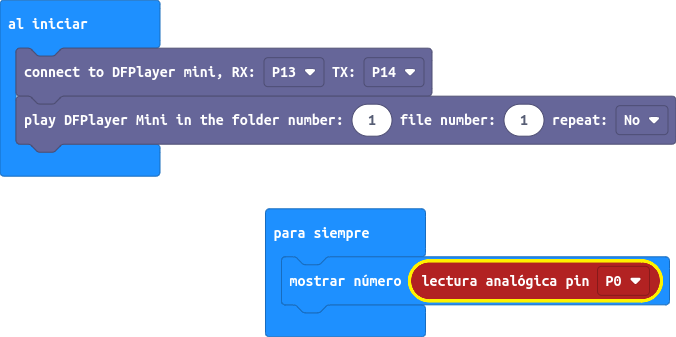 al iniciar
connect to DFPlayer mini, RX: P13 TX: P14
play DFPlayer Mini in the folder number: 1 file number: 1 repeat: No
para siempre
mostrar número lectura analógica pin P0